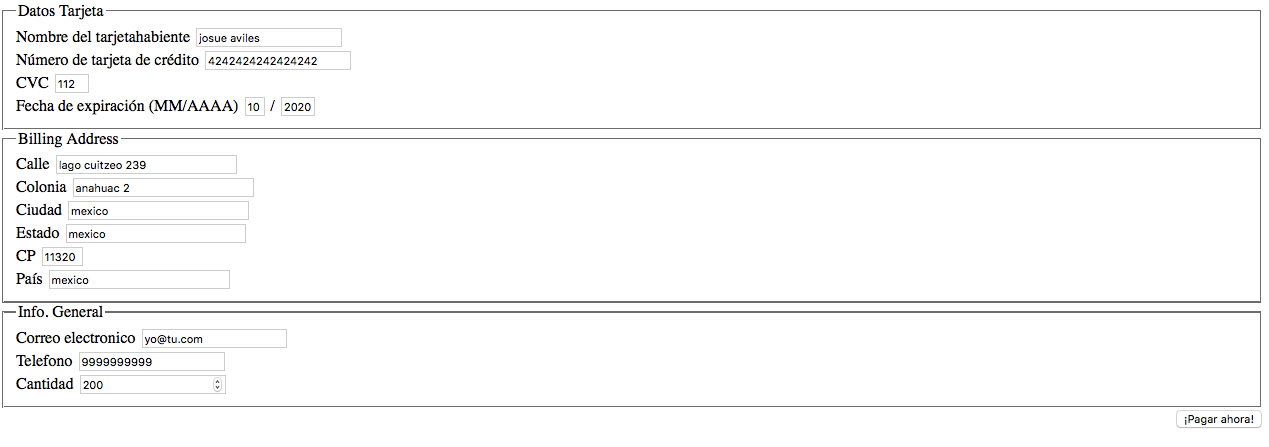 Datos Tarjeta
Nombre del tarjetahabiente josue aviles
Número de tarjeta de crédito 4242424242424242
CVC 112
Fecha de expiración (MM/AAAA) 10 / 2020
Billing Address
Calle lago cuitzeo 239
Colonia anahuac 2
Ciudad mexico
Estado mexico
CP 11320
País mexico
Info. General
Correo electronico yo@tu.com
Telefono 9999999999
Cantidad 200
¡Pagar ahora!